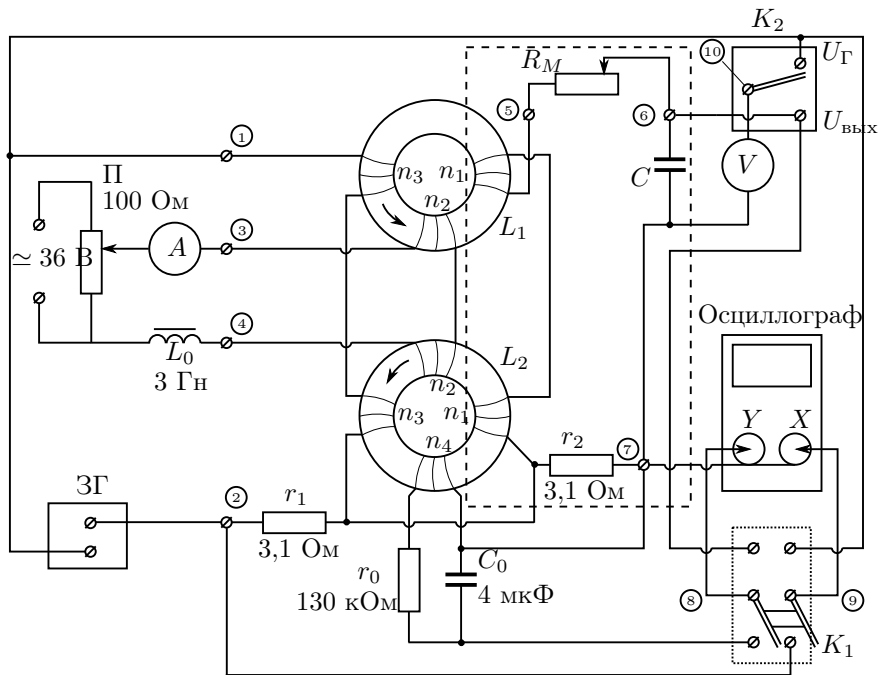 K₂
U_Г
⑩
R_M
①
⑤
⑥
U_вых
V
П
100 Ом
n₃
n₁
C
n₂
L₁
③
A
≃ 36 В
④
Осциллограф
L₀
3 Гн
L₂
n₂
n₃
n₁
Y
X
n₄
r₂
⑦
3,1 Ом
ЗГ
②
r₁
3,1 Ом
r₀
130 кОм
C₀
4 мкФ
⑧
⑨
K₁